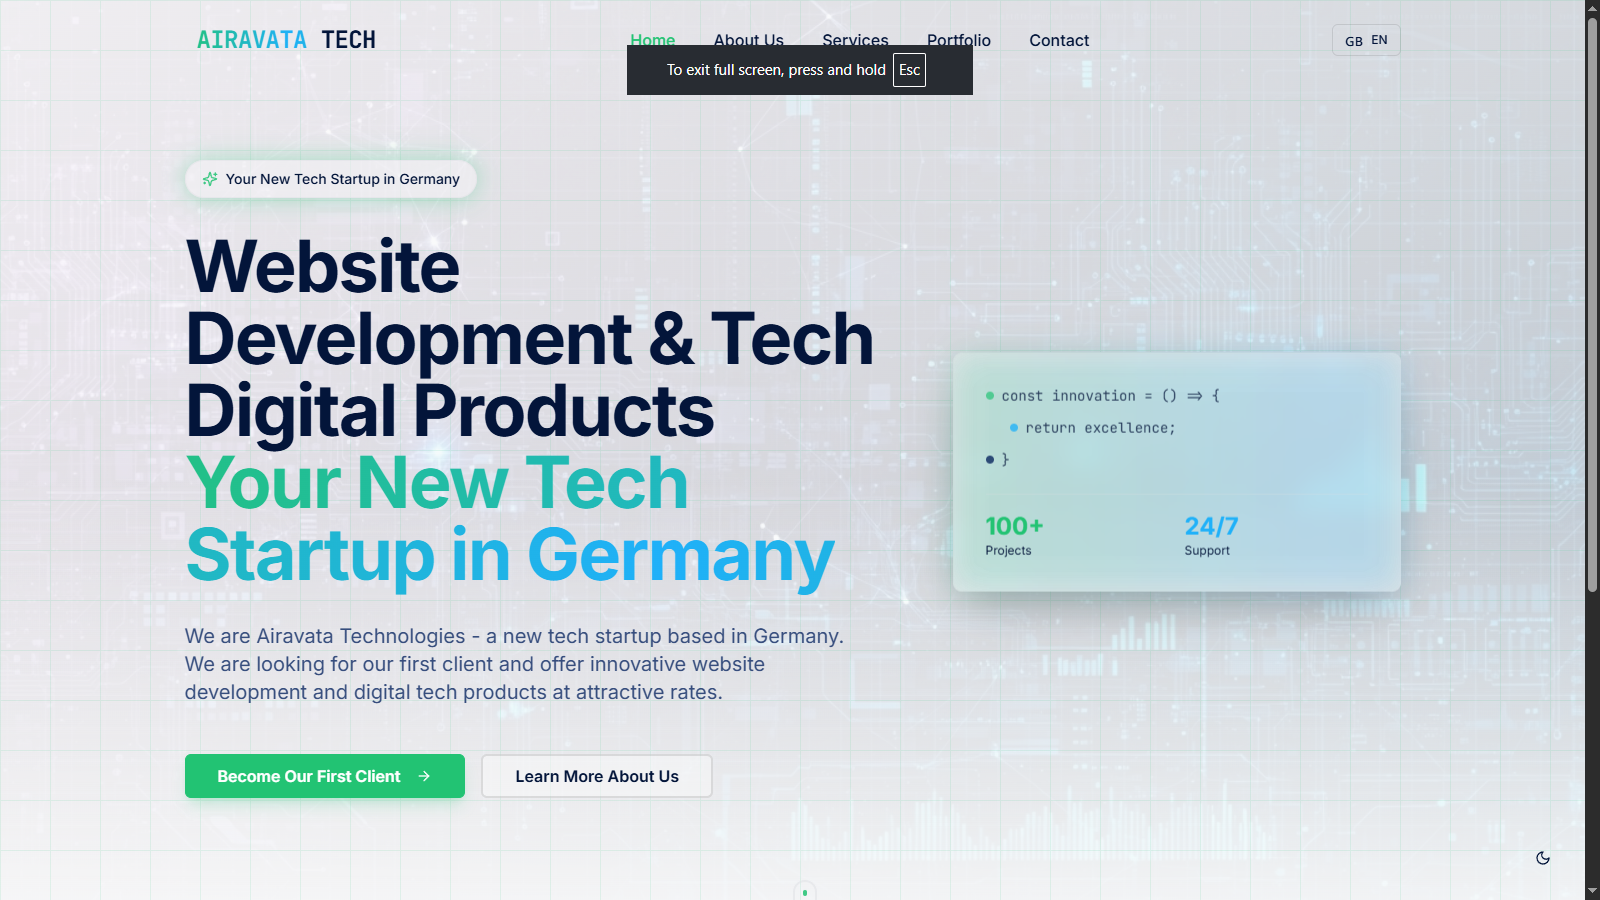 AIRAVATA TECH
Home About Us Services Portfolio Contact
GB EN
To exit full screen, press and hold Esc
Your New Tech Startup in Germany
Website
Development & Tech
Digital Products
Your New Tech
Startup in Germany
We are Airavata Technologies - a new tech startup based in Germany.
We are looking for our first client and offer innovative website
development and digital tech products at attractive rates.
Become Our First Client →
Learn More About Us
const innovation = () => {
return excellence;
}
100+ 24/7
Projects Support